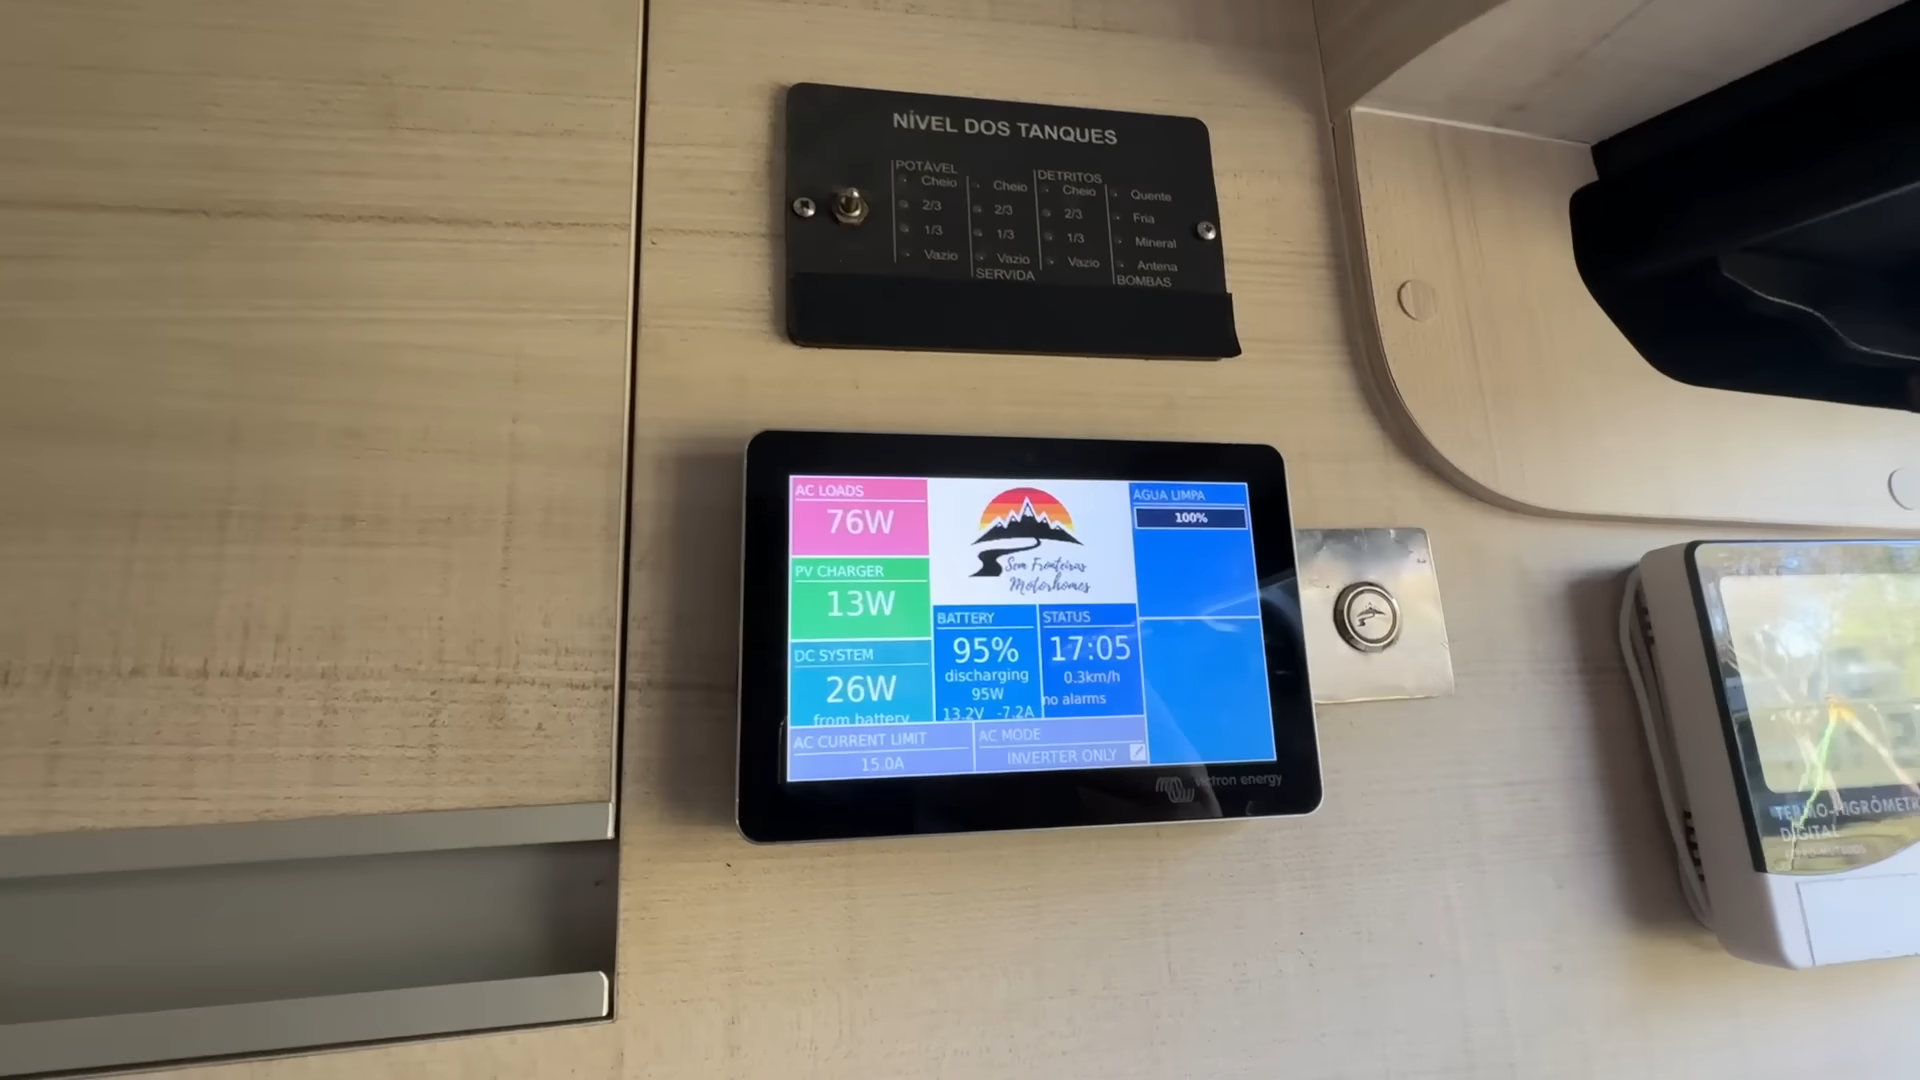 NÍVEL DOS TANQUES
POTÁVEL
Cheio
2/3
1/3
Vazio
Cheio
2/3
1/3
Vazio
SERVIDA
DETRITOS
Cheio
2/3
1/3
Vazio
Quente
Fria
Mineral
Antena
BOMBAS
AC LOADS
76W
PV CHARGER
13W
DC SYSTEM
26W
from battery
Sem Fronteiras
Motorhomes
BATTERY
95%
discharging
95W
13.2V -7.2A
STATUS
17:05
0.3km/h
no alarms
AGUA LIMPA
100%
AC CURRENT LIMIT
15.0A
AC MODE
INVERTER ONLY
victron energy
TERMO-HIGRÔMETR
DIGITAL